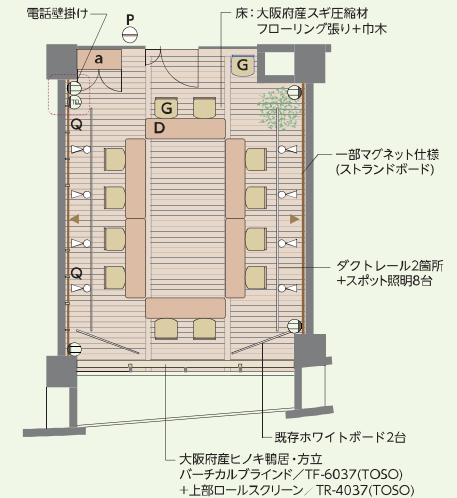 電話壁掛け
P
床：大阪府産スギ圧縮材
フローリング張り＋巾木
a
G
TEL
G
Q
D
一部マグネット仕様
(ストランドボード)
ダクトレール2箇所
＋スポット照明8台
Q
既存ホワイトボード2台
大阪府産ヒノキ鴨居・方立
バーチカルブラインド／TF-6037(TOSO)
＋上部ロールスクリーン／TR-4037(TOSO)